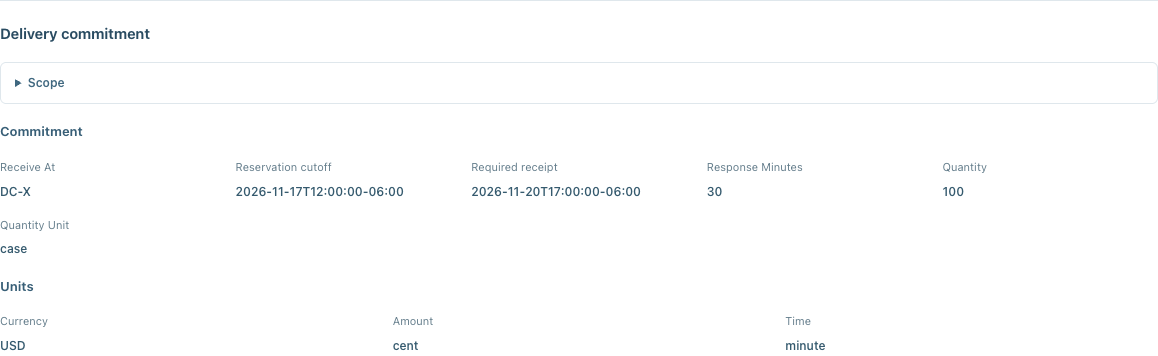 Delivery commitment
Scope
Commitment
Receive At Reservation cutoff Required receipt Response Minutes Quantity
DC-X 2026-11-17T12:00:00-06:00 2026-11-20T17:00:00-06:00 30 100
Quantity Unit
case
Units
Currency Amount Time
USD cent minute